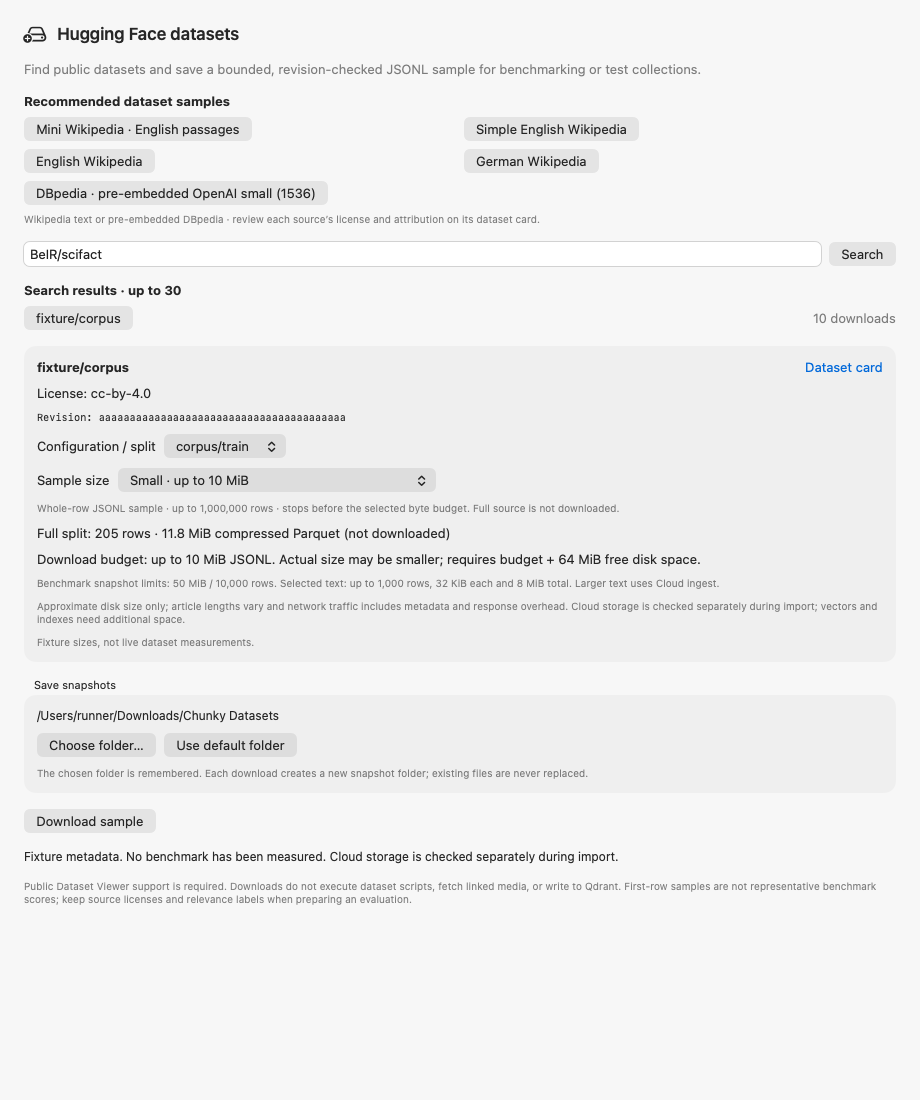 Hugging Face datasets
Find public datasets and save a bounded, revision-checked JSONL sample for benchmarking or test collections.
Recommended dataset samples
Mini Wikipedia · English passages
Simple English Wikipedia
English Wikipedia
German Wikipedia
DBpedia · pre-embedded OpenAI small (1536)
Wikipedia text or pre-embedded DBpedia · review each source's license and attribution on its dataset card.
BeIR/scifact
Search
Search results · up to 30
fixture/corpus
10 downloads
fixture/corpus
Dataset card
License: cc-by-4.0
Revision: aaaaaaaaaaaaaaaaaaaaaaaaaaaaaaaaaaaaaaaa
Configuration / split
corpus/train
Sample size
Small · up to 10 MiB
Whole-row JSONL sample · up to 1,000,000 rows · stops before the selected byte budget. Full source is not downloaded.
Full split: 205 rows · 11.8 MiB compressed Parquet (not downloaded)
Download budget: up to 10 MiB JSONL. Actual size may be smaller; requires budget + 64 MiB free disk space.
Benchmark snapshot limits: 50 MiB / 10,000 rows. Selected text: up to 1,000 rows, 32 KiB each and 8 MiB total. Larger text uses Cloud ingest.
Approximate disk size only; article lengths vary and network traffic includes metadata and response overhead. Cloud storage is checked separately during import; vectors and
indexes need additional space.
Fixture sizes, not live dataset measurements.
Save snapshots
/Users/runner/Downloads/Chunky Datasets
Choose folder...
Use default folder
The chosen folder is remembered. Each download creates a new snapshot folder; existing files are never replaced.
Download sample
Fixture metadata. No benchmark has been measured. Cloud storage is checked separately during import.
Public Dataset Viewer support is required. Downloads do not execute dataset scripts, fetch linked media, or write to Qdrant. First-row samples are not representative benchmark
scores; keep source licenses and relevance labels when preparing an evaluation.